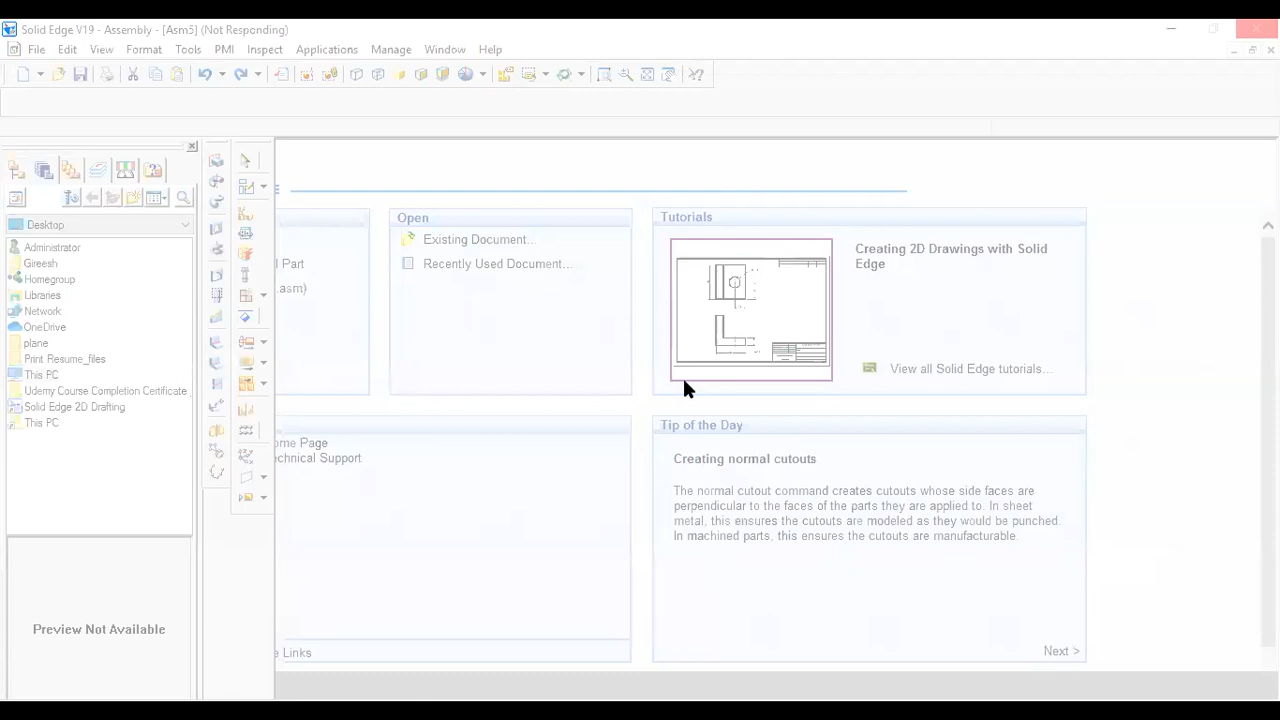 Solid Edge V19 - Assembly - [Asm5] (Not Responding)
File Edit View Format Tools PMI Inspect Applications Manage Window Help
Desktop
Administrator
Gireesh
Homegroup
Libraries
Network
OneDrive
plane
Print Resume_files
This PC
Udemy Course Completion Certificate
Solid Edge 2D Drafting
This PC
Preview Not Available
E
l Part
.asm)
Open
Existing Document...
Recently Used Document...
Tutorials
Creating 2D Drawings with Solid
Edge
View all Solid Edge tutorials...
ome Page
echnical Support
e Links
Tip of the Day
Creating normal cutouts
The normal cutout command creates cutouts whose side faces are
perpendicular to the faces of the parts they are applied to. In sheet
metal, this ensures the cutouts are modeled as they would be punched.
In machined parts, this ensures the cutouts are manufacturable.
Next >